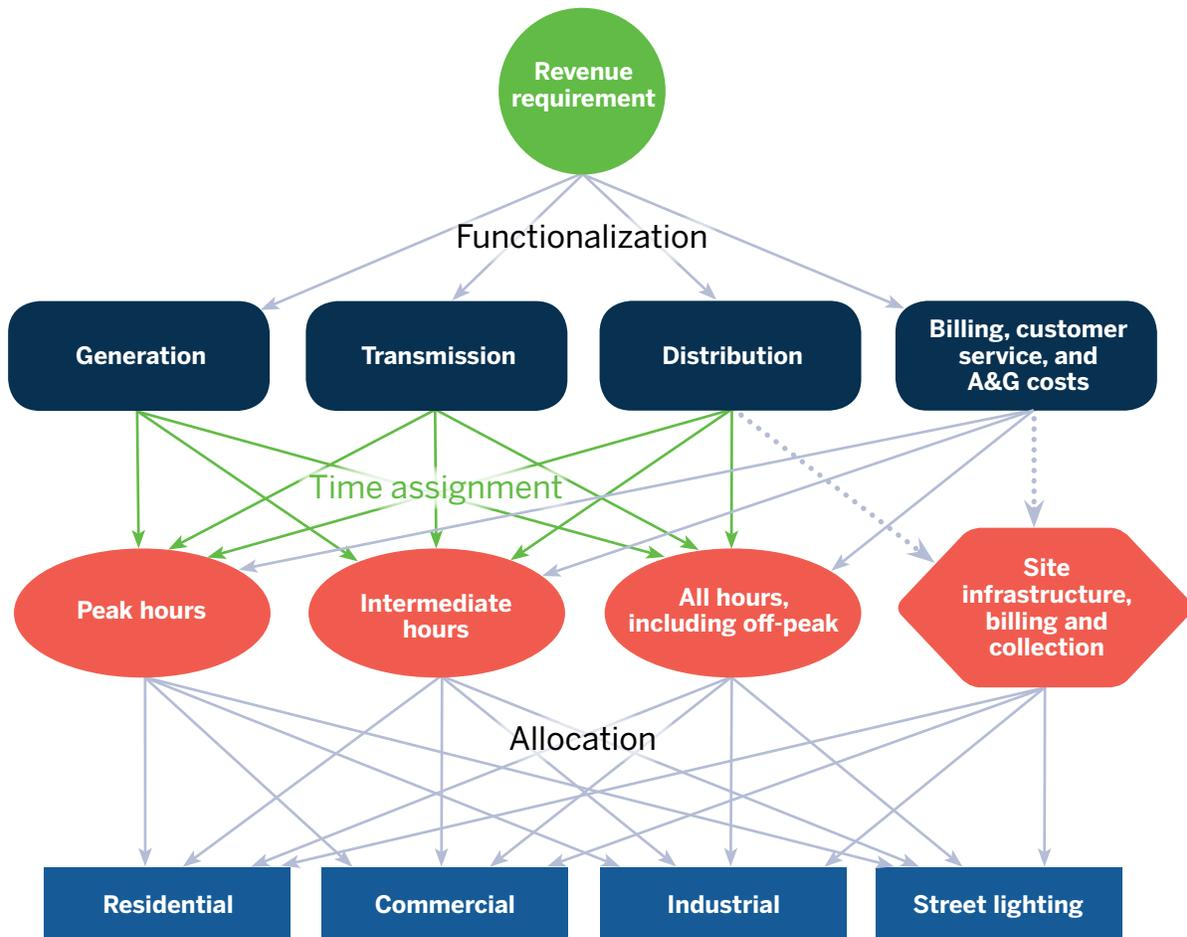 Revenue
requirement
Functionalization
Generation
Transmission
Distribution
Billing, customer
service, and
A&G costs
Time assignment
Peak hours
Intermediate
hours
All hours,
including off-peak
Site
infrastructure,
billing and
collection
Allocation
Residential
Commercial
Industrial
Street lighting